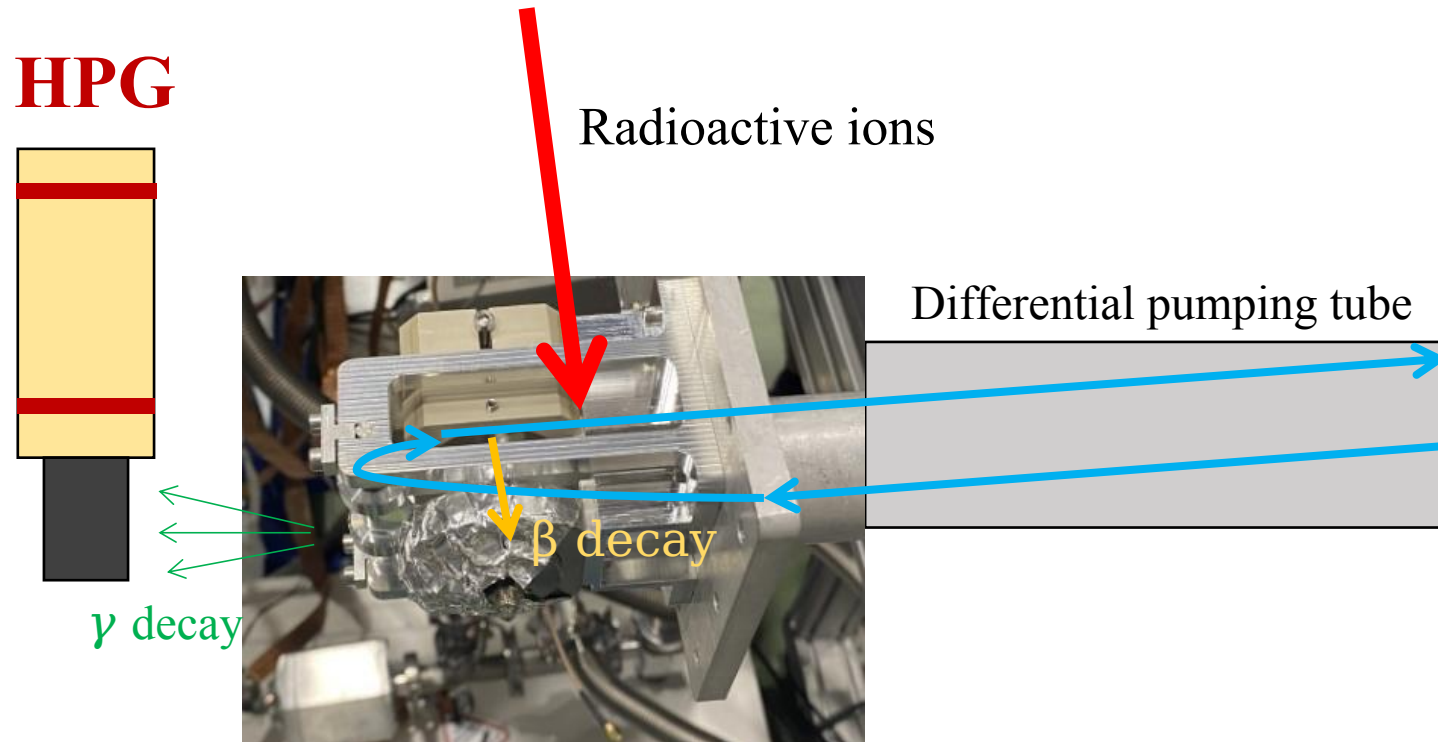 HPG
Radioactive ions
Differential pumping tube
β decay
γ decay